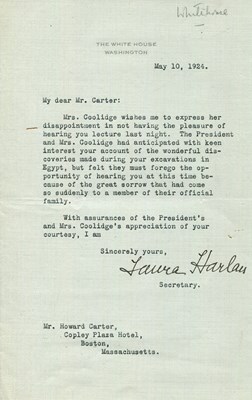 Whitehouse
THE WHITE HOUSE
WASHINGTON
May 10, 1924.
My dear Mr. Carter:
Mrs. Coolidge wishes me to express her
disappointment in not having the pleasure of
hearing you lecture last night. The President
and Mrs. Coolidge had anticipated with keen
interest your account of the wonderful dis-
coveries made during your excavations in
Egypt, but felt they must forego the op-
portunity of hearing you at this time be-
cause of the great sorrow that had come
so suddenly to a member of their official
family.
With assurances of the President's
and Mrs. Coolidge's appreciation of your
courtesy, I am
Sincerely yours,
Laura Harlan
Secretary.
Mr. Howard Carter,
Copley Plaza Hotel,
Boston,
Massachusetts.